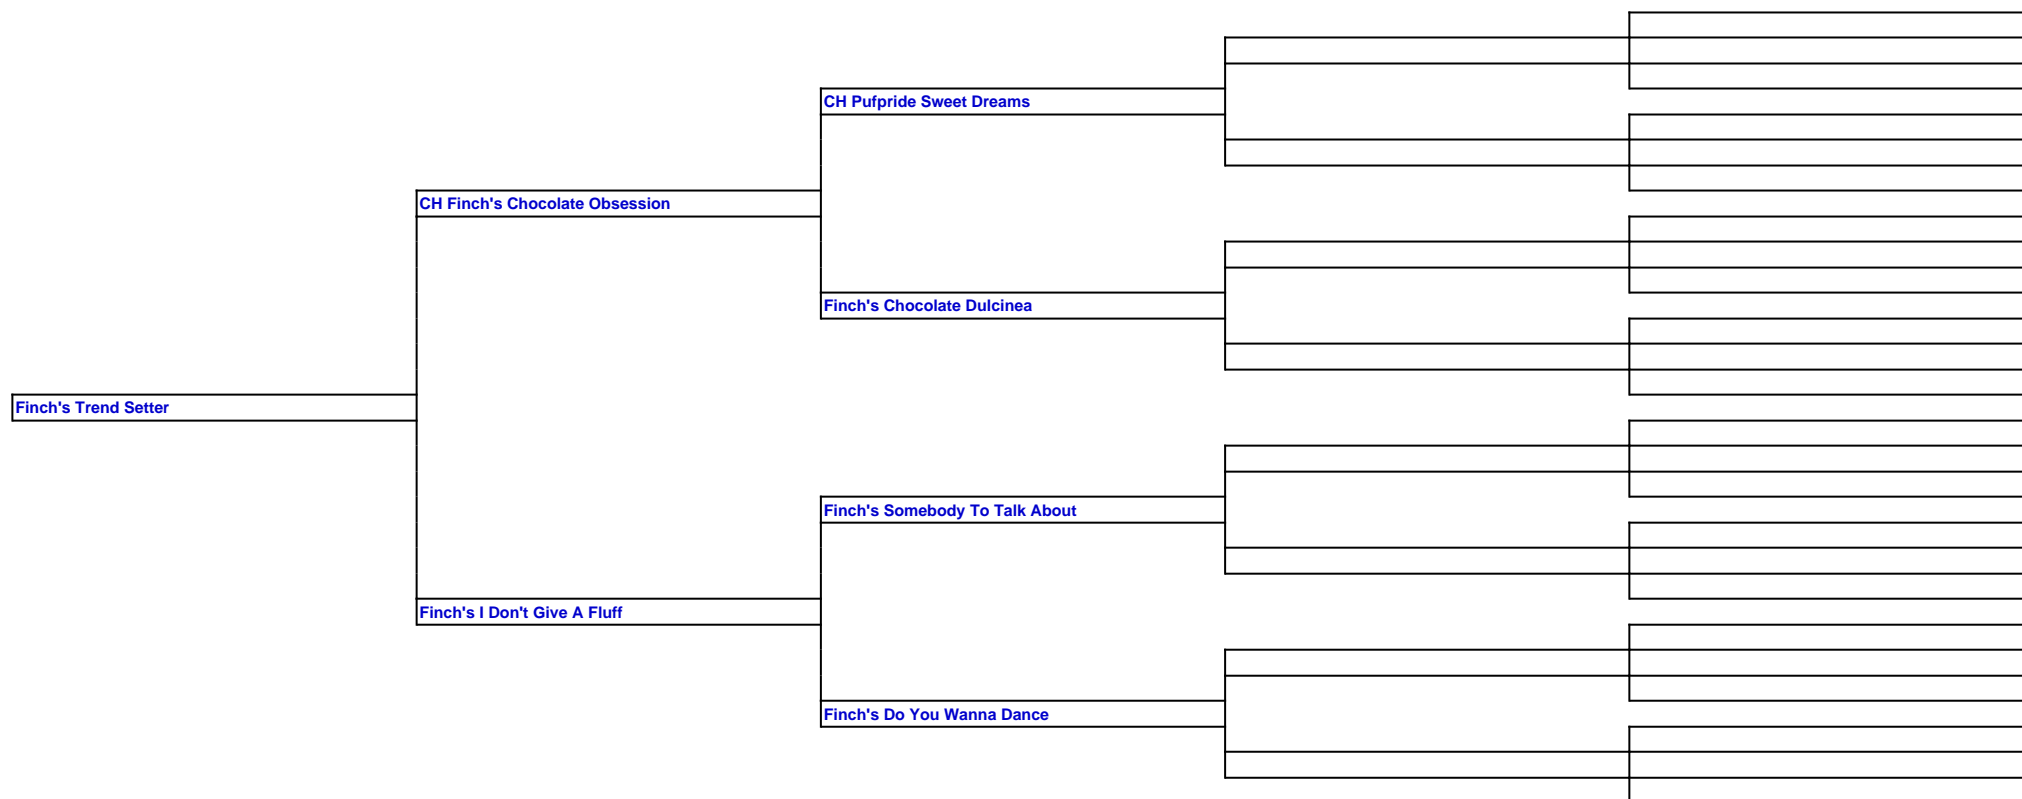 CH Pufpride Sweet Dreams
CH Finch's Chocolate Obsession
Finch's Chocolate Dulcinea
Finch's Trend Setter
Finch's Somebody To Talk About
Finch's I Don't Give A Fluff
Finch's Do You Wanna Dance